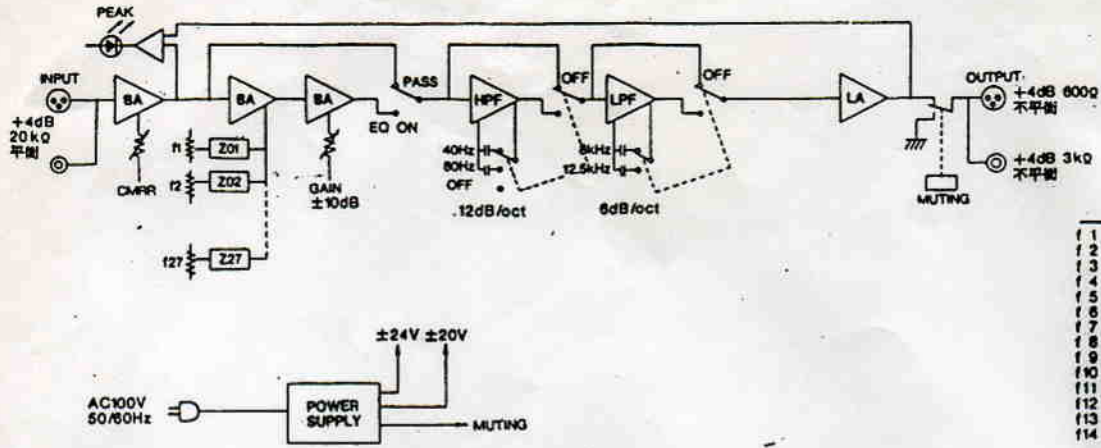 PEAK
INPUT
+4dB
20kΩ
平衡
BA
BA
BA
CMRR
f1
Z01
f2
Z02
f27
Z27
GAIN
±10dB
PASS
EQ ON
HPF
OFF
40Hz
80Hz
OFF
12dB/oct
LPF
OFF
8kHz
12.5kHz
6dB/oct
LA
OUTPUT
+4dB 600Ω
不平衡
+4dB 3kΩ
不平衡
MUTING
±24V ±20V
AC100V
50/60Hz
POWER
SUPPLY
MUTING
f 1
f 2
f 3
f 4
f 5
f 6
f 7
f 8
f 9
f10
f11
f12
f13
f14